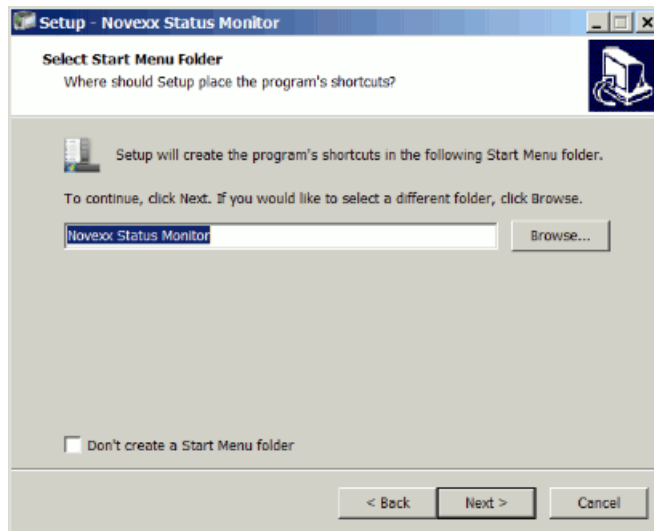 Setup - Novexx Status Monitor
Select Start Menu Folder
Where should Setup place the program's shortcuts?
Setup will create the program's shortcuts in the following Start Menu folder.
To continue, click Next. If you would like to select a different folder, click Browse.
Novexx Status Monitor
Browse...
Don't create a Start Menu folder
< Back
Next >
Cancel